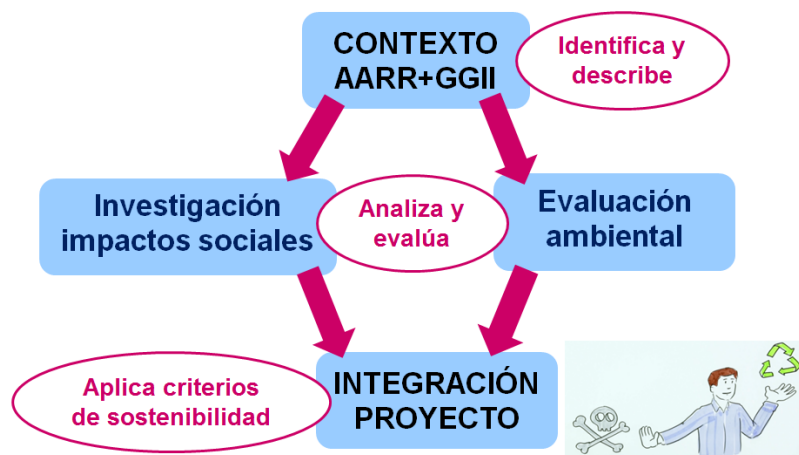 CONTEXTO
AARR+GGII
Identifica y
describe
Investigación
impactos sociales
Analiza y
evalúa
Evaluación
ambiental
Aplica criterios
de sostenibilidad
INTEGRACIÓN
PROYECTO